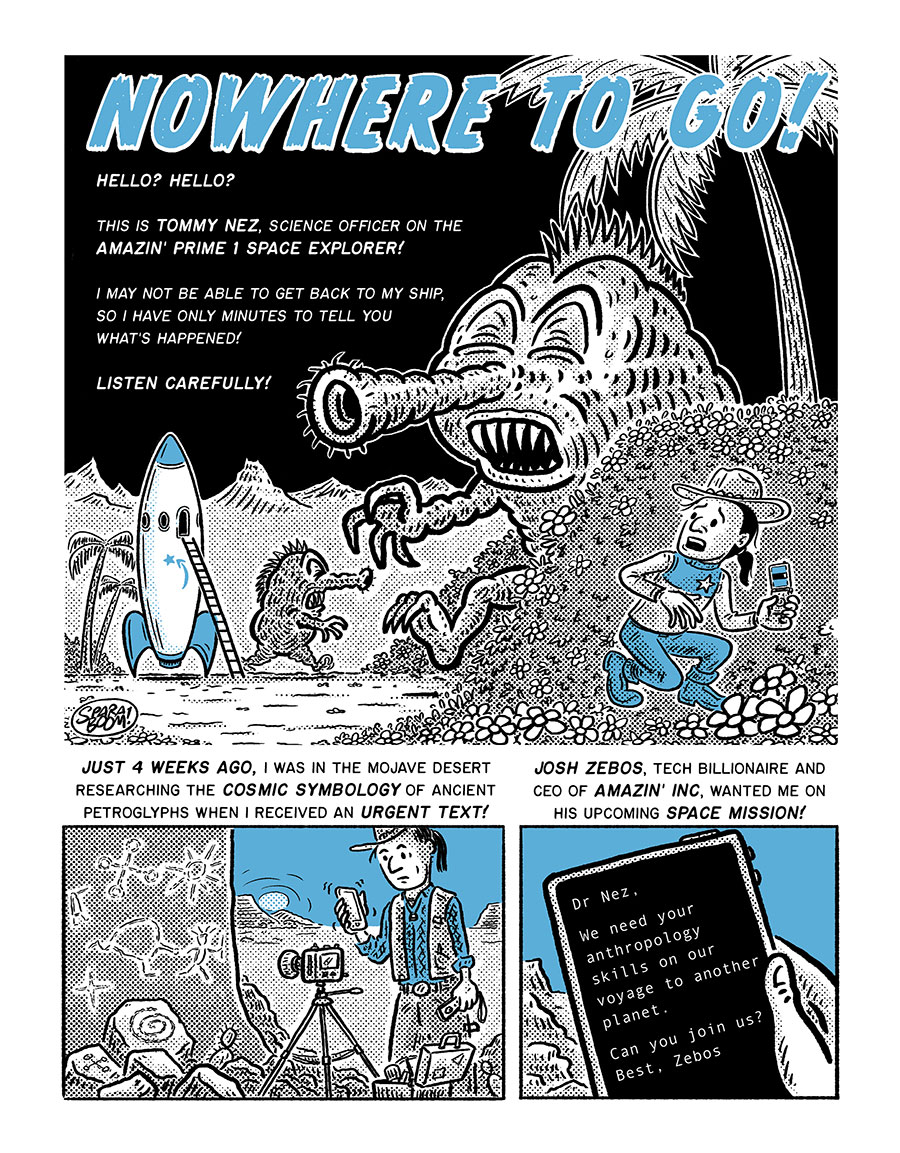 NOWHERE TO GO!
HELLO? HELLO?
THIS IS TOMMY NEZ, SCIENCE OFFICER ON THE
AMAZIN' PRIME 1 SPACE EXPLORER!
I MAY NOT BE ABLE TO GET BACK TO MY SHIP,
SO I HAVE ONLY MINUTES TO TELL YOU
WHAT'S HAPPENED!
LISTEN CAREFULLY!
SCARA
BOOM!
JUST 4 WEEKS AGO, I WAS IN THE MOJAVE DESERT
RESEARCHING THE COSMIC SYMBOLOGY OF ANCIENT
PETROGLYPHS WHEN I RECEIVED AN URGENT TEXT!
JOSH ZEBOS, TECH BILLIONAIRE AND
CEO OF AMAZIN' INC, WANTED ME ON
HIS UPCOMING SPACE MISSION!
Dr Nez,
We need your
anthropology
skills on our
voyage to another
planet.
Can you join us?
Best, Zebos